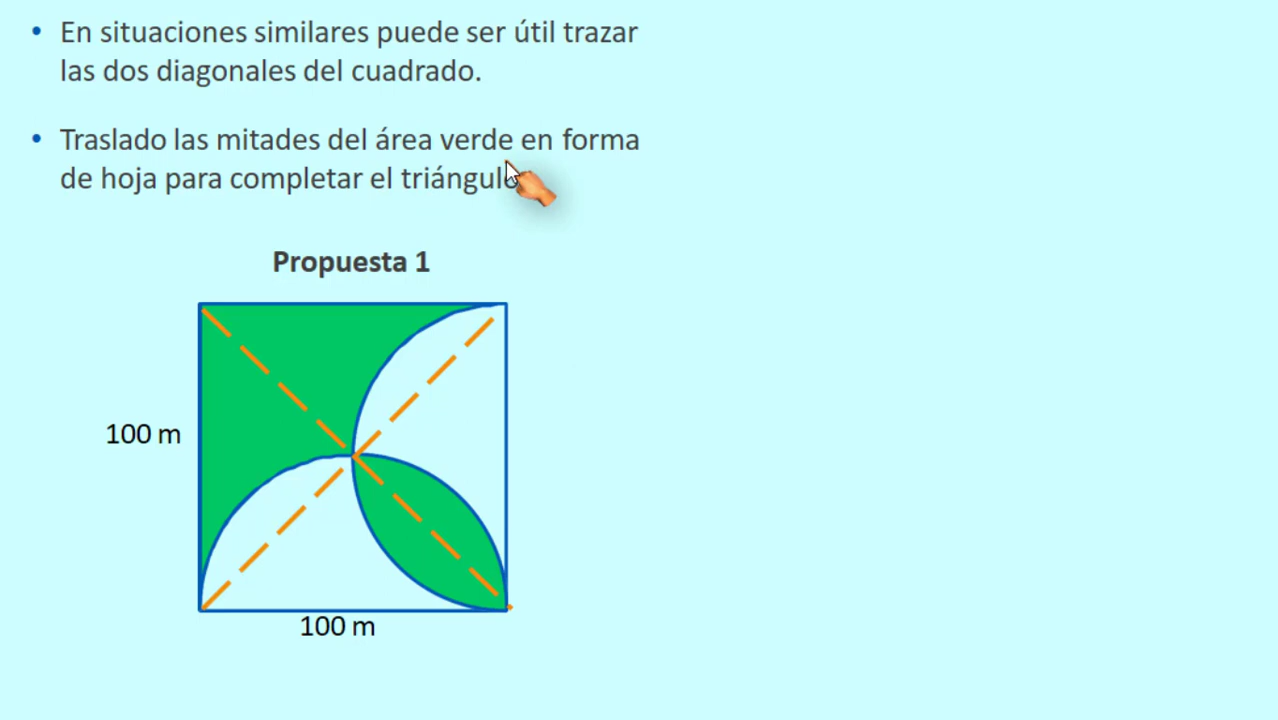 • En situaciones similares puede ser útil trazar
las dos diagonales del cuadrado.
• Traslado las mitades del área verde en forma
de hoja para completar el triángulo
Propuesta 1
100 m
100 m